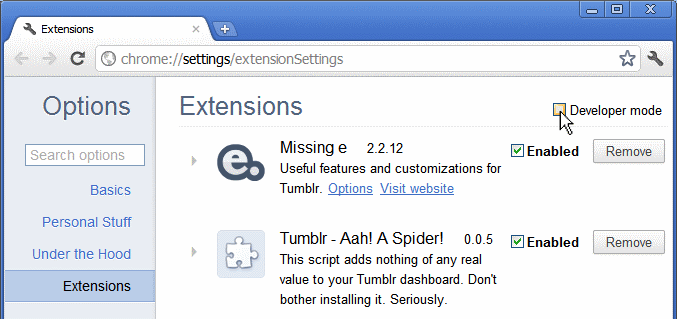 Extensions
chrome://settings/extensionSettings
Options
Search options
Basics
Personal Stuff
Under the Hood
Extensions
Extensions
Developer mode
Missing e 2.2.12
Useful features and customizations for
Tumblr. Options Visit website
Enabled
Remove
Tumblr - Aah! A Spider! 0.0.5
This script adds nothing of any real
value to your Tumblr dashboard. Don't
bother installing it. Seriously.
Enabled
Remove